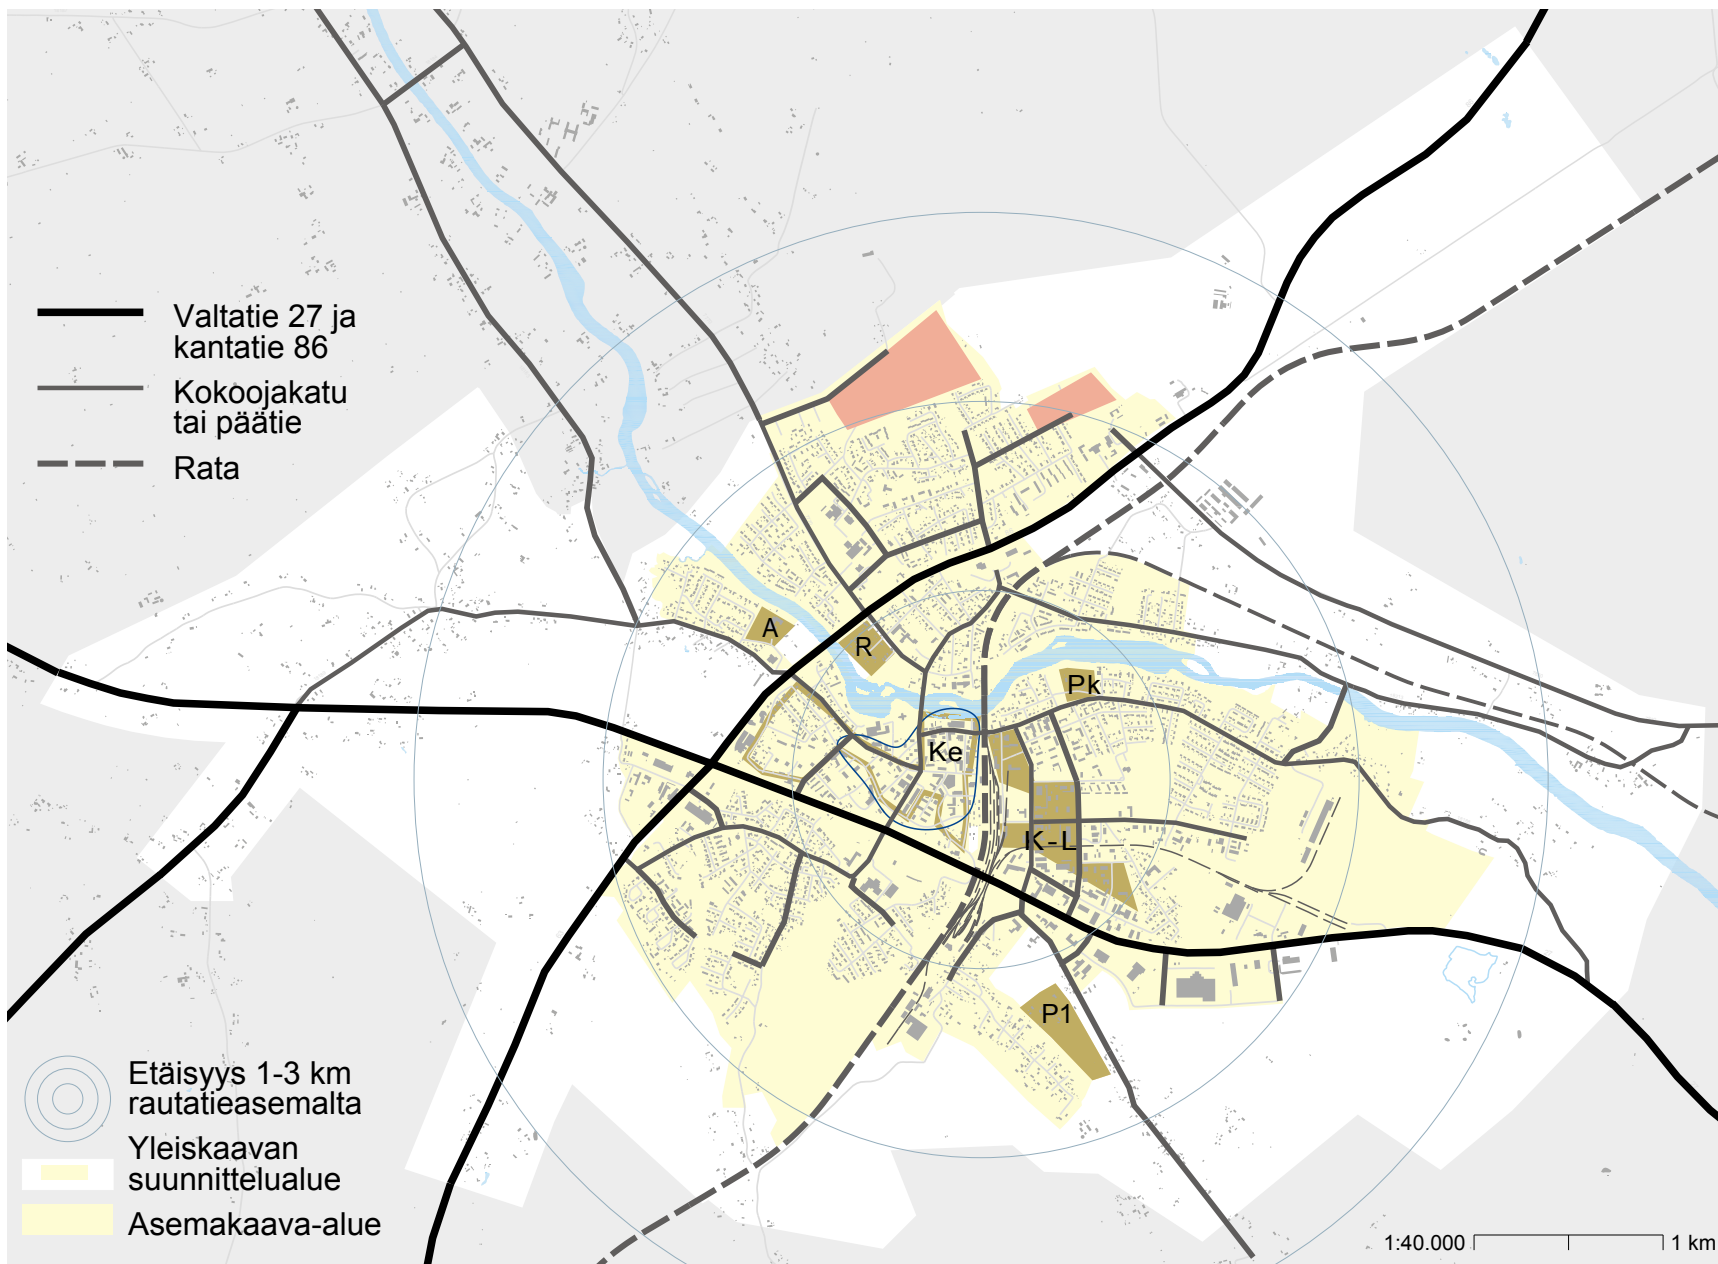 Valtatie 27 ja
kantatie 86
Kokoojakatu
tai päätie
Rata
A
R
Pk
Ke
K-L
P1
Etäisyys 1-3 km
rautatieasemalta
Yleiskaavan
suunnittelualue
Asemakaava-alue
1:40.000 1 km